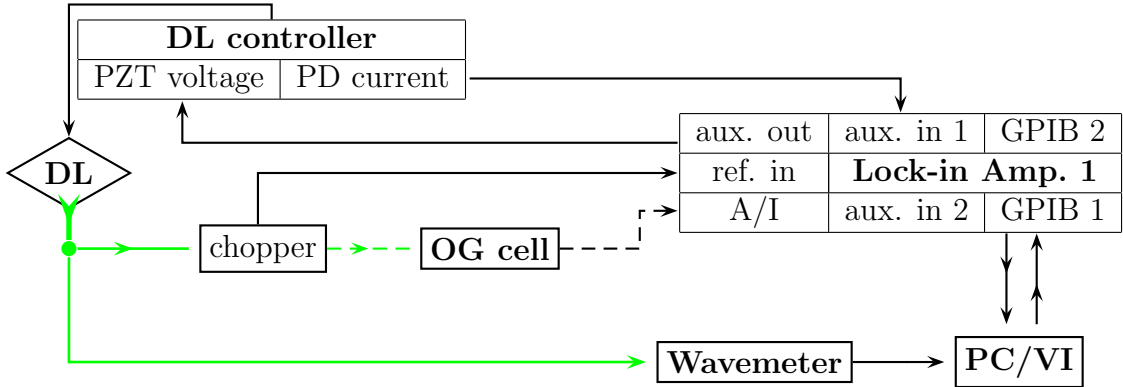 DL controller
PZT voltage PD current
aux. out aux. in 1 GPIB 2
DL
ref. in Lock-in Amp. 1
A/I aux. in 2 GPIB 1
chopper OG cell
Wavemeter PC/VI